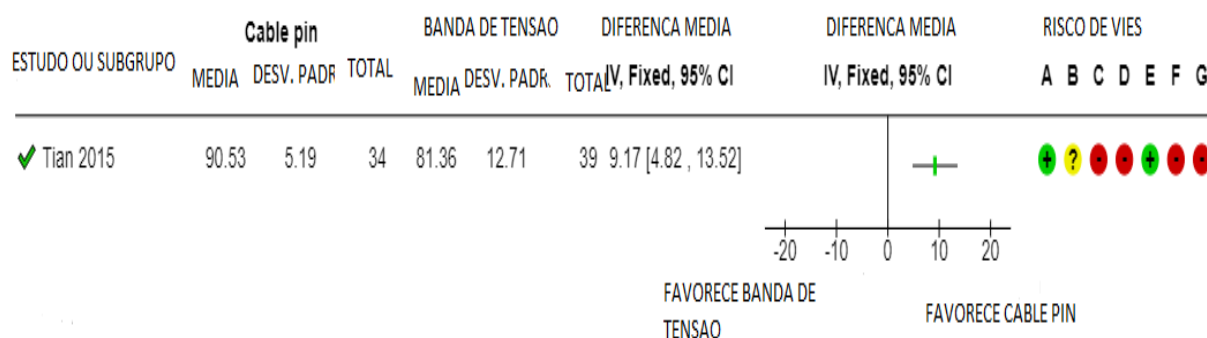 Cable pin BANDA DE TENSAO DIFERENCA MEDIA DIFERENCA MEDIA RISCO DE VIES
ESTUDO OU SUBGRUPO MEDIA DESV. PADR TOTAL MEDIA DESV. PADR. TOTAL IV, Fixed, 95% CI IV, Fixed, 95% CI A B C D E F G
Tian 2015 90.53 5.19 34 81.36 12.71 39 9.17 [4.82 , 13.52] + ? - - + - -
-20 -10 0 10 20
FAVORECE BANDA DE
TENSAO
FAVORECE CABLE PIN